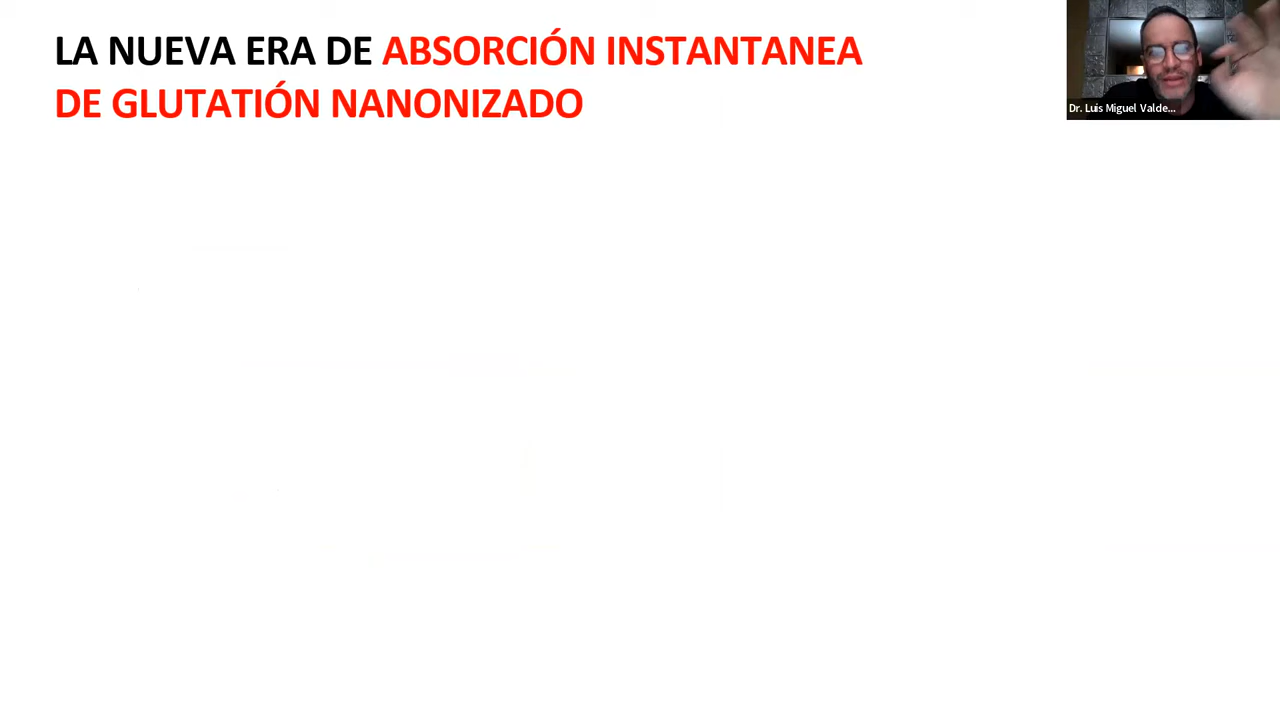 LA NUEVA ERA DE ABSORCIÓN INSTANTANEA
DE GLUTATIÓN NANONIZADO
Dr. Luis Miguel Valde...